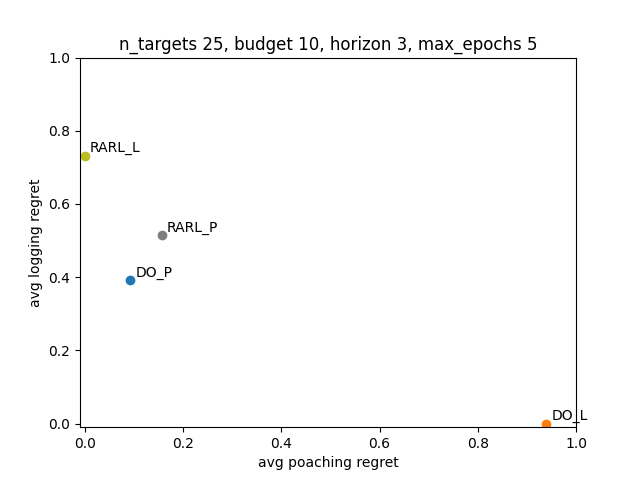 n_targets 25, budget 10, horizon 3, max_epochs 5
1.0
0.8
0.6
0.4
0.2
0.0
avg logging regret
RARL_L
RARL_P
DO_P
DO_L
0.0 0.2 0.4 0.6 0.8 1.0
avg poaching regret